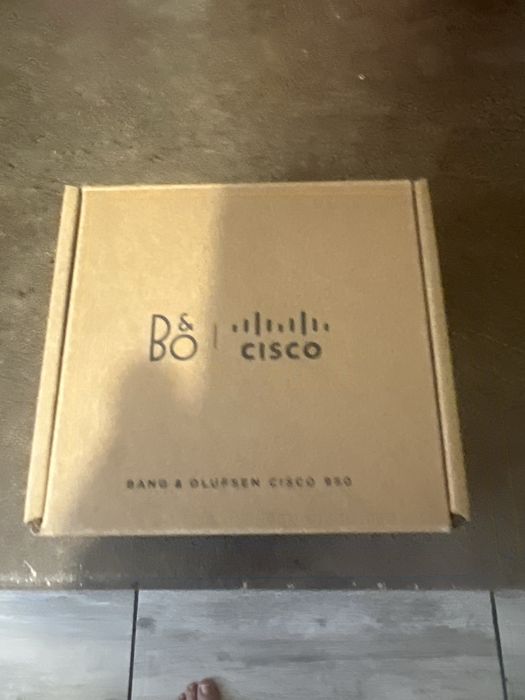 B&O | CISCO
BANG & OLUFSEN CISCO 950